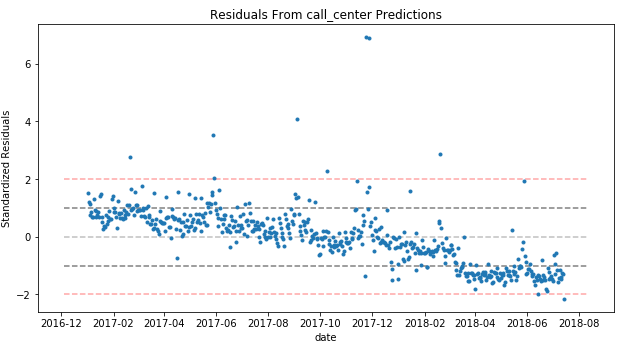 Residuals From call_center Predictions
Standardized Residuals
6
4
2
0
−2
2016-12 2017-02 2017-04 2017-06 2017-08 2017-10 2017-12 2018-02 2018-04 2018-06 2018-08
date